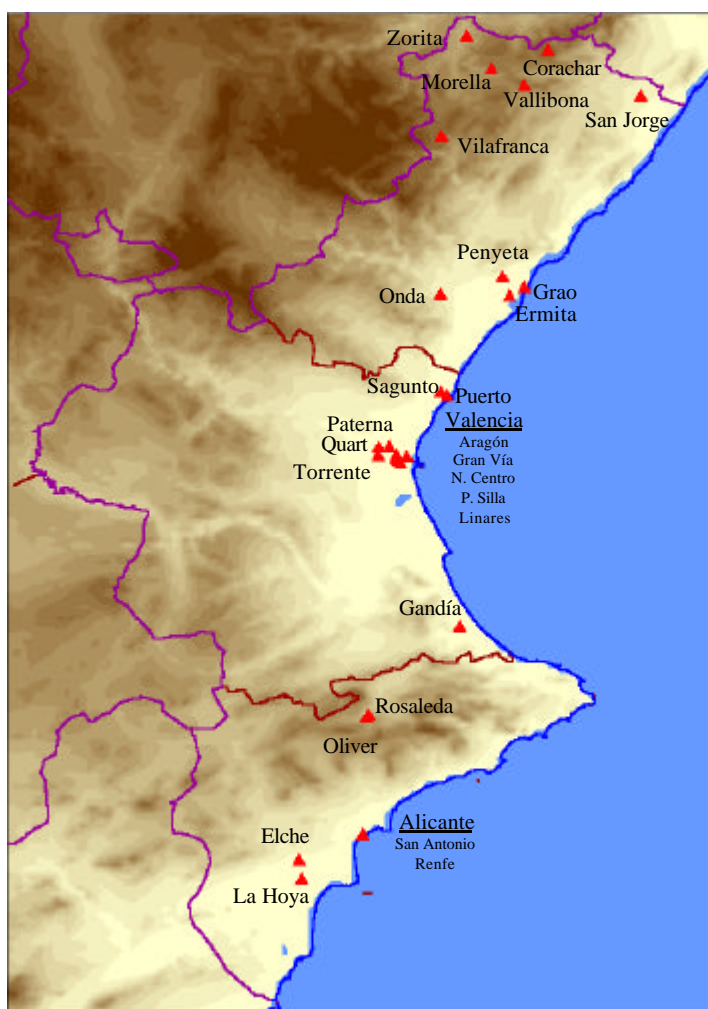 Zorita
Corachar
Morella
Vallibona
San Jorge
Vilafranca
Penyeta
Onda
Grao
Ermita
Sagunto
Puerto
Valencia
Paterna
Quart
Aragón
Gran Vía
Torrente
N. Centro
P. Silla
Linares
Gandía
Rosaleda
Oliver
Alicante
Elche
San Antonio
Renfe
La Hoya